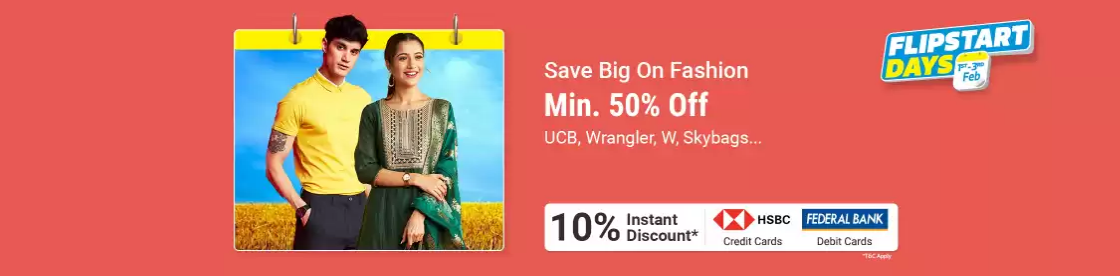 Save Big On Fashion
Min. 50% Off
UCB, Wrangler, W, Skybags...
FLIPSTART
DAYS
1ST-3RD
Feb
10% Instant
Discount*
HSBC
Credit Cards
FEDERAL BANK
Debit Cards
*T&C Apply